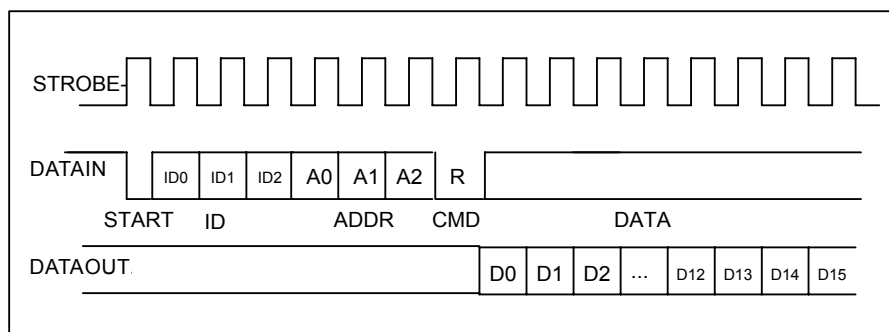 STROBE-
DATAIN ID0 ID1 ID2 A0 A1 A2 R
START ID ADDR CMD DATA
DATAOUT. D0 D1 D2 ... D12 D13 D14 D15